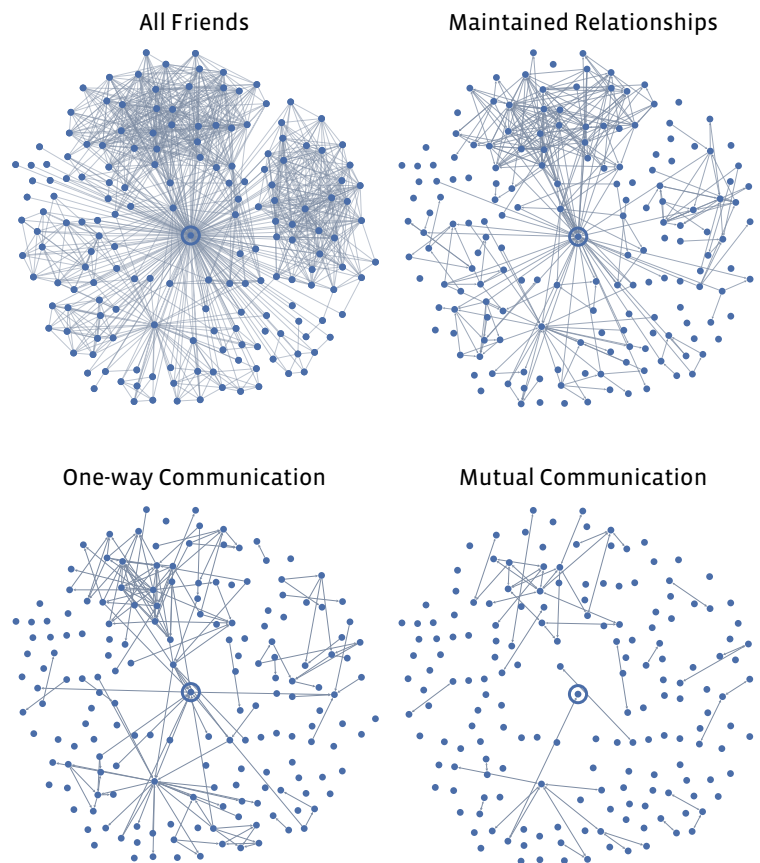 All Friends
Maintained Relationships
One-way Communication
Mutual Communication